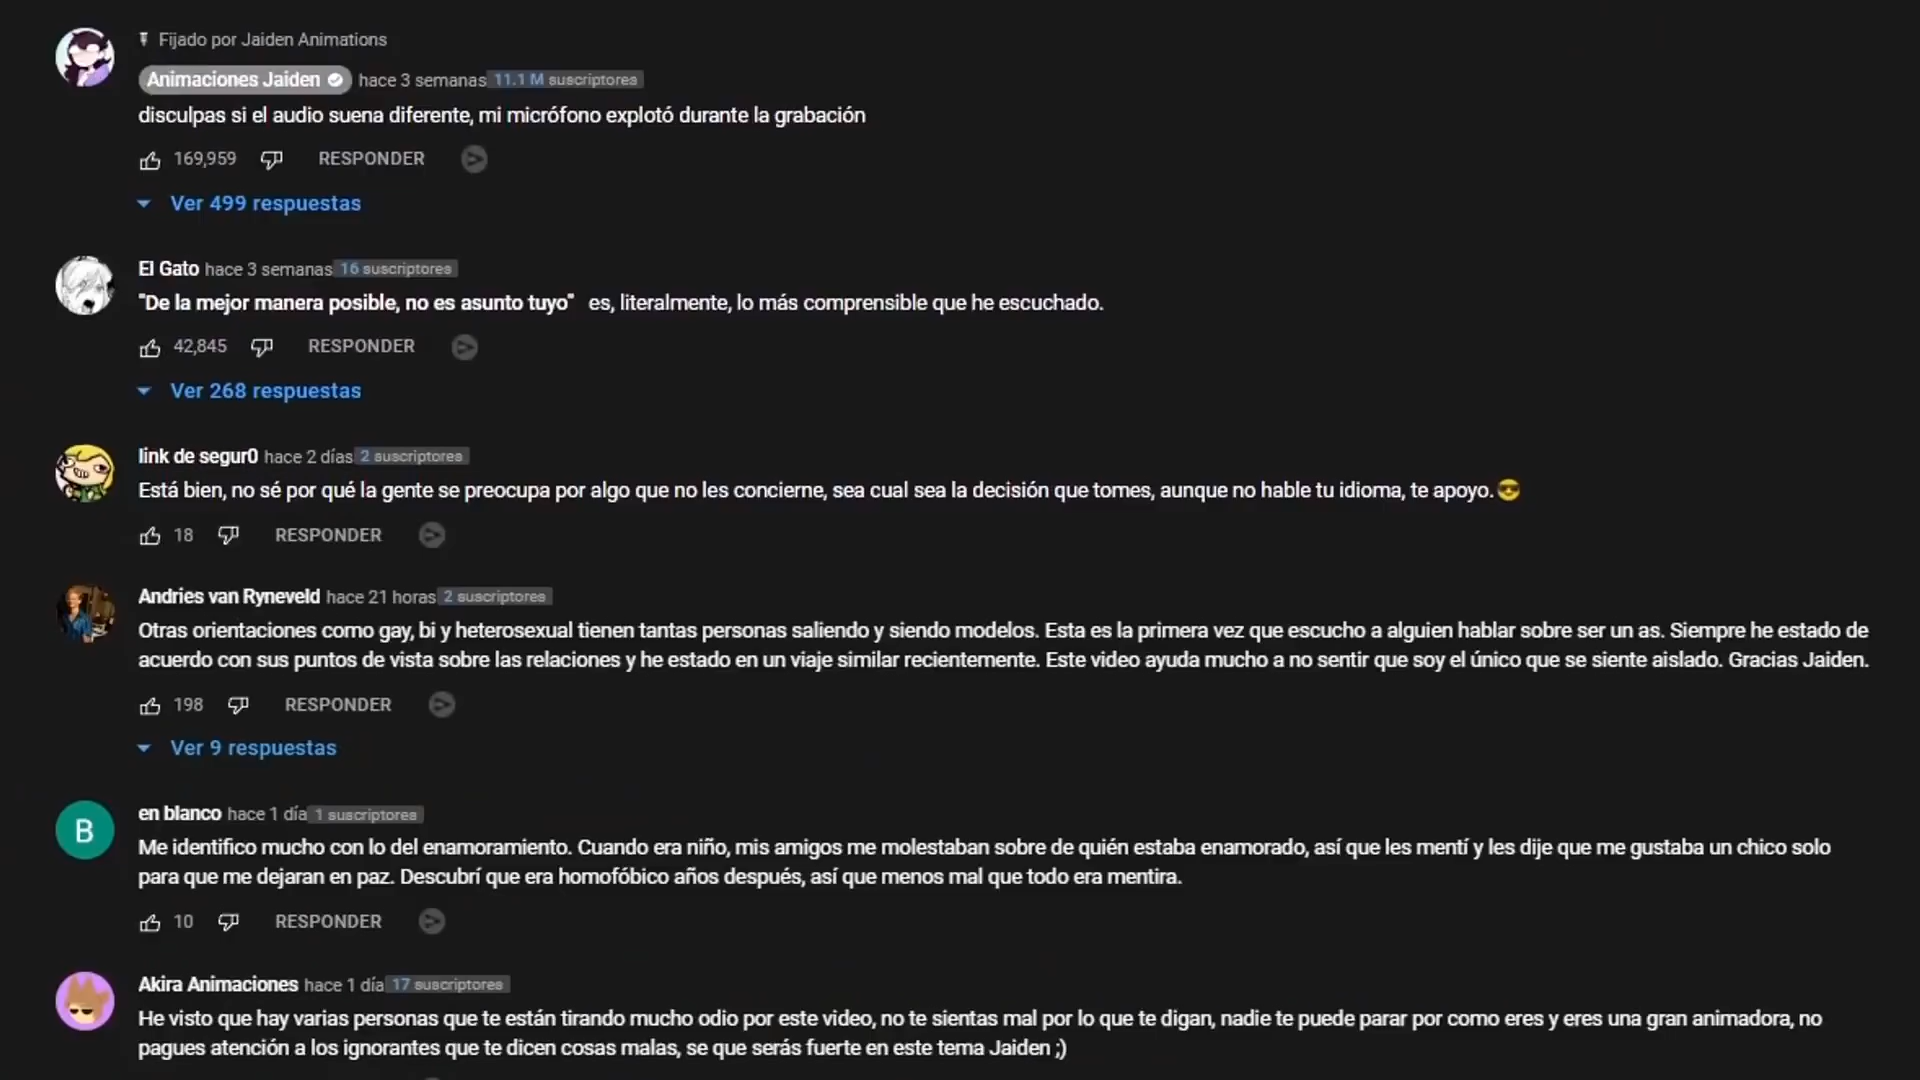 Fijado por Jaiden Animations
Animaciones Jaiden hace 3 semanas 11.1 M suscriptores
disculpas si el audio suena diferente, mi micrófono explotó durante la grabación
169,959 RESPONDER
Ver 499 respuestas
El Gato hace 3 semanas 16 suscriptores
"De la mejor manera posible, no es asunto tuyo" es, literalmente, lo más comprensible que he escuchado.
42,845 RESPONDER
Ver 268 respuestas
link de segur0 hace 2 días 2 suscriptores
Está bien, no sé por qué la gente se preocupa por algo que no les concierne, sea cual sea la decisión que tomes, aunque no hable tu idioma, te apoyo.😎
18 RESPONDER
Andries van Ryneveld hace 21 horas 2 suscriptores
Otras orientaciones como gay, bi y heterosexual tienen tantas personas saliendo y siendo modelos. Esta es la primera vez que escucho a alguien hablar sobre ser un as. Siempre he estado de
acuerdo con sus puntos de vista sobre las relaciones y he estado en un viaje similar recientemente. Este video ayuda mucho a no sentir que soy el único que se siente aislado. Gracias Jaiden.
198 RESPONDER
Ver 9 respuestas
B
en blanco hace 1 día 1 suscriptores
Me identifico mucho con lo del enamoramiento. Cuando era niño, mis amigos me molestaban sobre de quién estaba enamorado, así que les mentí y les dije que me gustaba un chico solo
para que me dejaran en paz. Descubrí que era homofóbico años después, así que menos mal que todo era mentira.
10 RESPONDER
Akira Animaciones hace 1 día 17 suscriptores
He visto que hay varias personas que te están tirando mucho odio por este video, no te sientas mal por lo que te digan, nadie te puede parar por como eres y eres una gran animadora, no
pagues atención a los ignorantes que te dicen cosas malas, se que serás fuerte en este tema Jaiden ;)